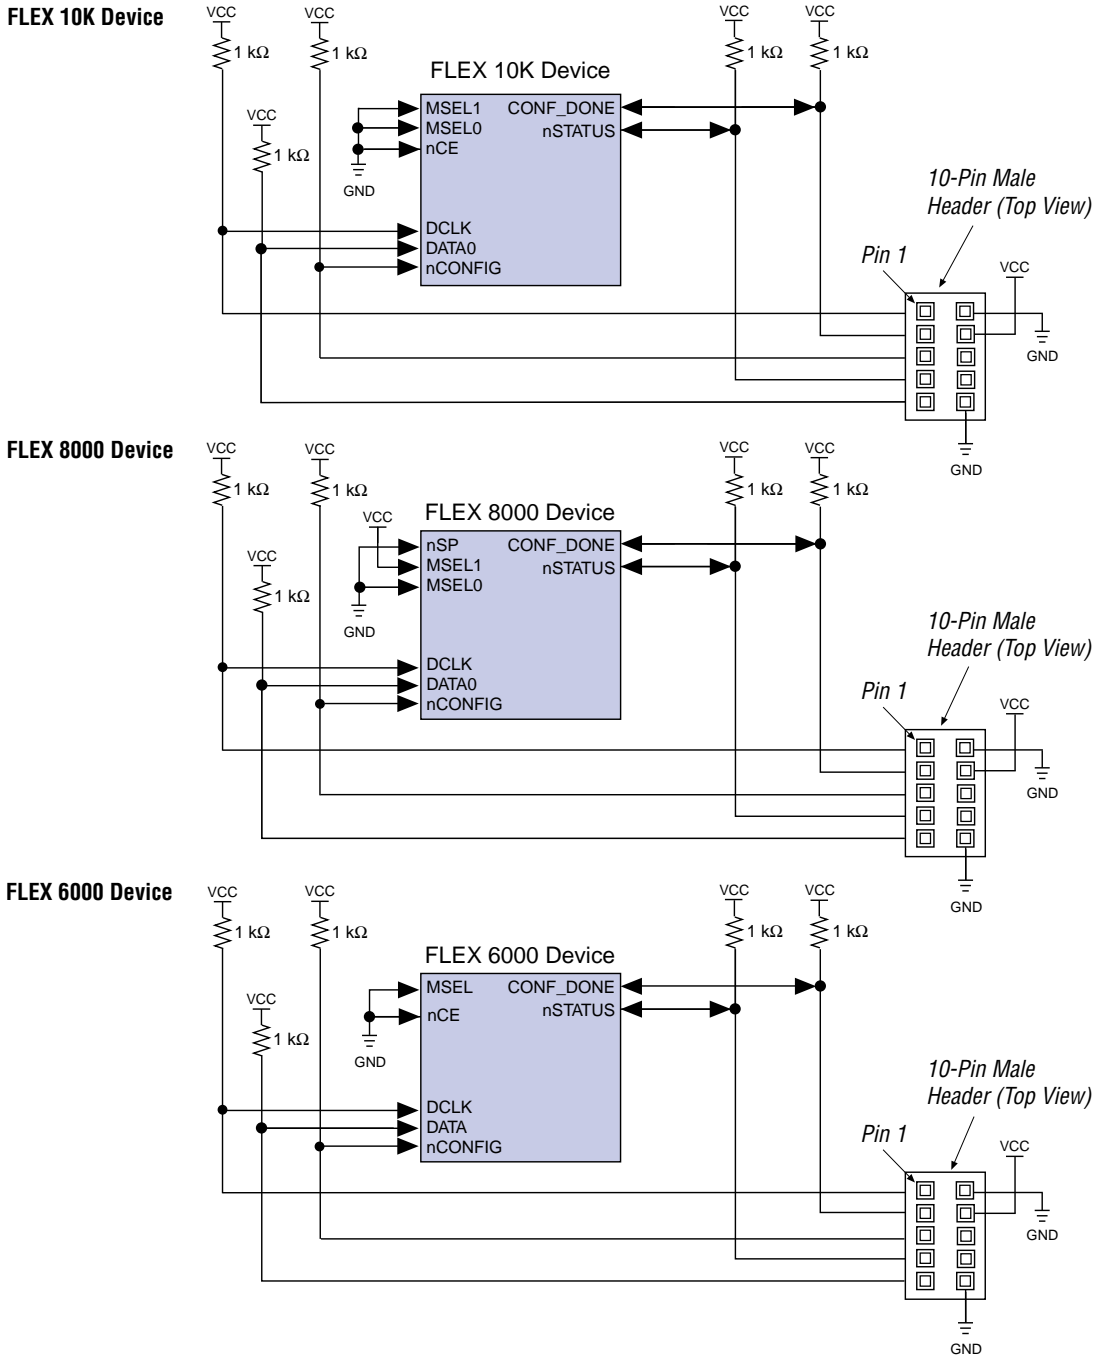 FLEX 10K Device
VCC
VCC
VCC
VCC
1 kΩ
1 kΩ
1 kΩ
1 kΩ
FLEX 10K Device
VCC
1 kΩ
MSEL1
CONF_DONE
MSEL0
nSTATUS
nCE
GND
10-Pin Male
Header (Top View)
DCLK
DATA0
nCONFIG
Pin 1
VCC
GND
GND
FLEX 8000 Device
VCC
VCC
VCC
VCC
1 kΩ
1 kΩ
1 kΩ
1 kΩ
VCC
FLEX 8000 Device
VCC
1 kΩ
nSP
CONF_DONE
MSEL1
nSTATUS
MSEL0
GND
10-Pin Male
Header (Top View)
DCLK
DATA0
nCONFIG
Pin 1
VCC
GND
GND
FLEX 6000 Device
VCC
VCC
VCC
VCC
1 kΩ
1 kΩ
1 kΩ
1 kΩ
FLEX 6000 Device
VCC
1 kΩ
MSEL
CONF_DONE
nCE
nSTATUS
GND
10-Pin Male
Header (Top View)
DCLK
DATA
nCONFIG
Pin 1
VCC
GND
GND